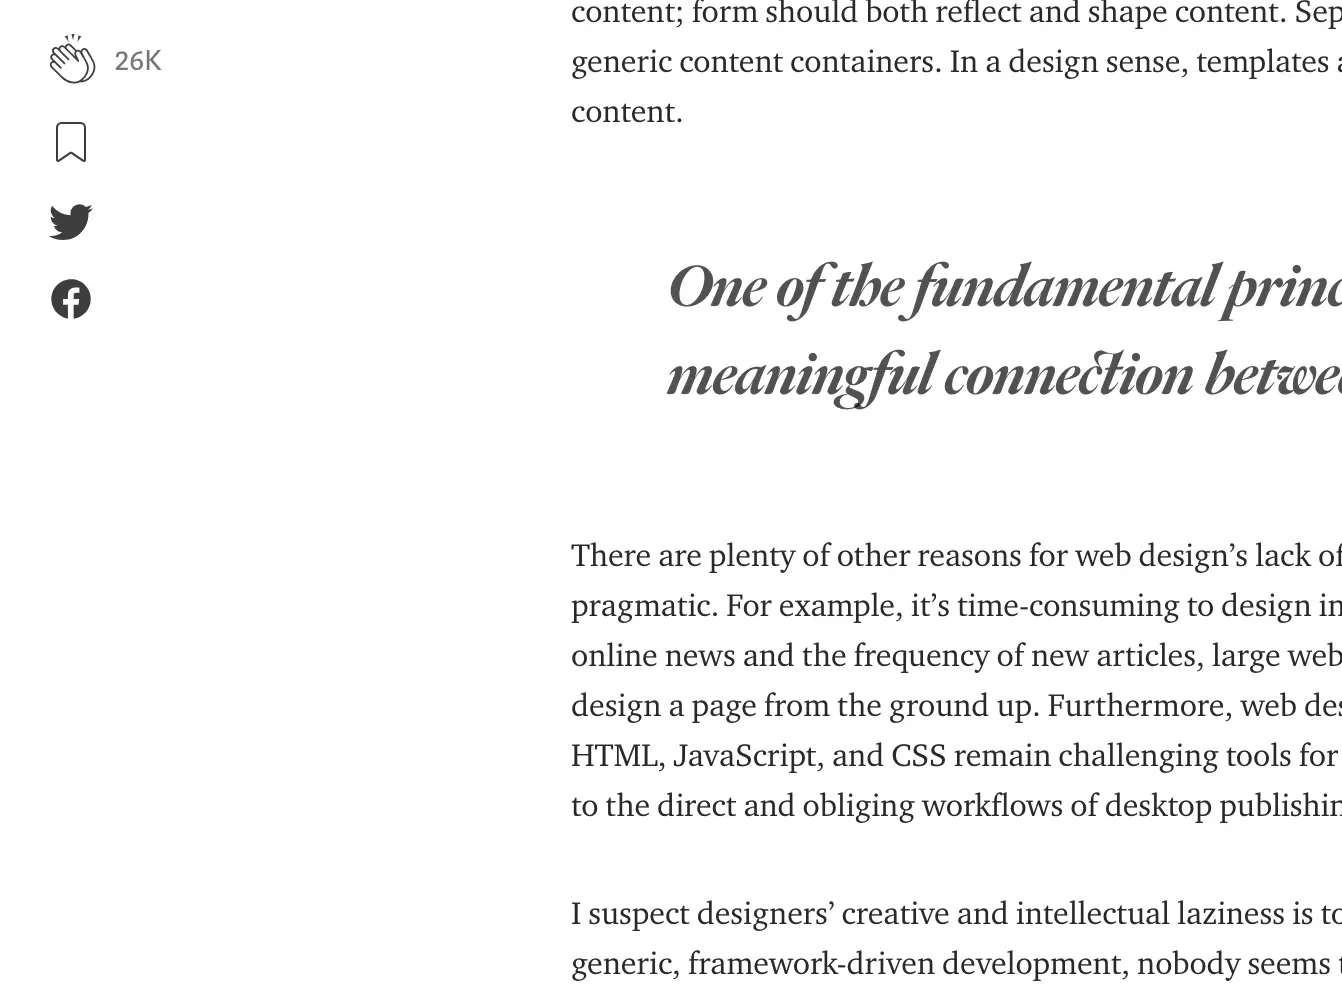 26K
content; form should both reflect and shape content. Sep
generic content containers. In a design sense, templates
content.
One of the fundamental princ
meaningful connection betwee
There are plenty of other reasons for web design’s lack of
pragmatic. For example, it’s time-consuming to design in
online news and the frequency of new articles, large web
design a page from the ground up. Furthermore, web des
HTML, JavaScript, and CSS remain challenging tools for
to the direct and obliging workflows of desktop publishin
I suspect designers’ creative and intellectual laziness is to
generic, framework-driven development, nobody seems